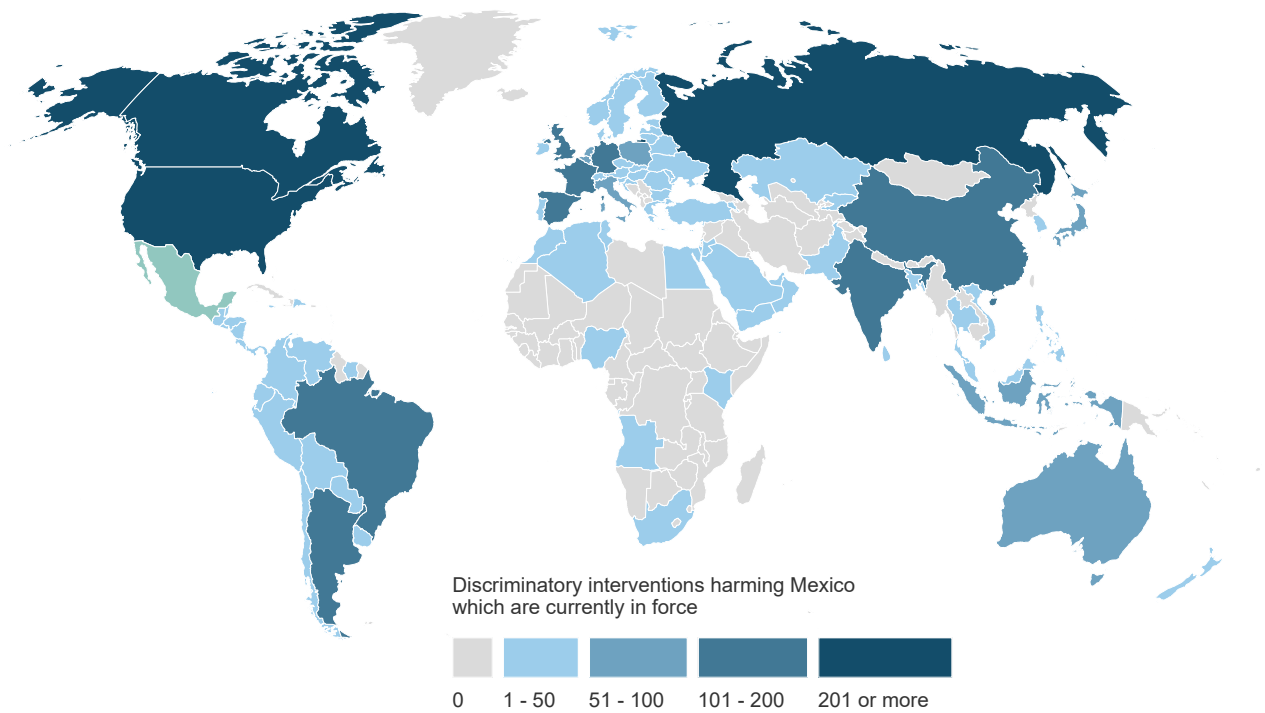 Discriminatory interventions harming Mexico
which are currently in force
0
1 - 50
51 - 100
101 - 200
201 or more